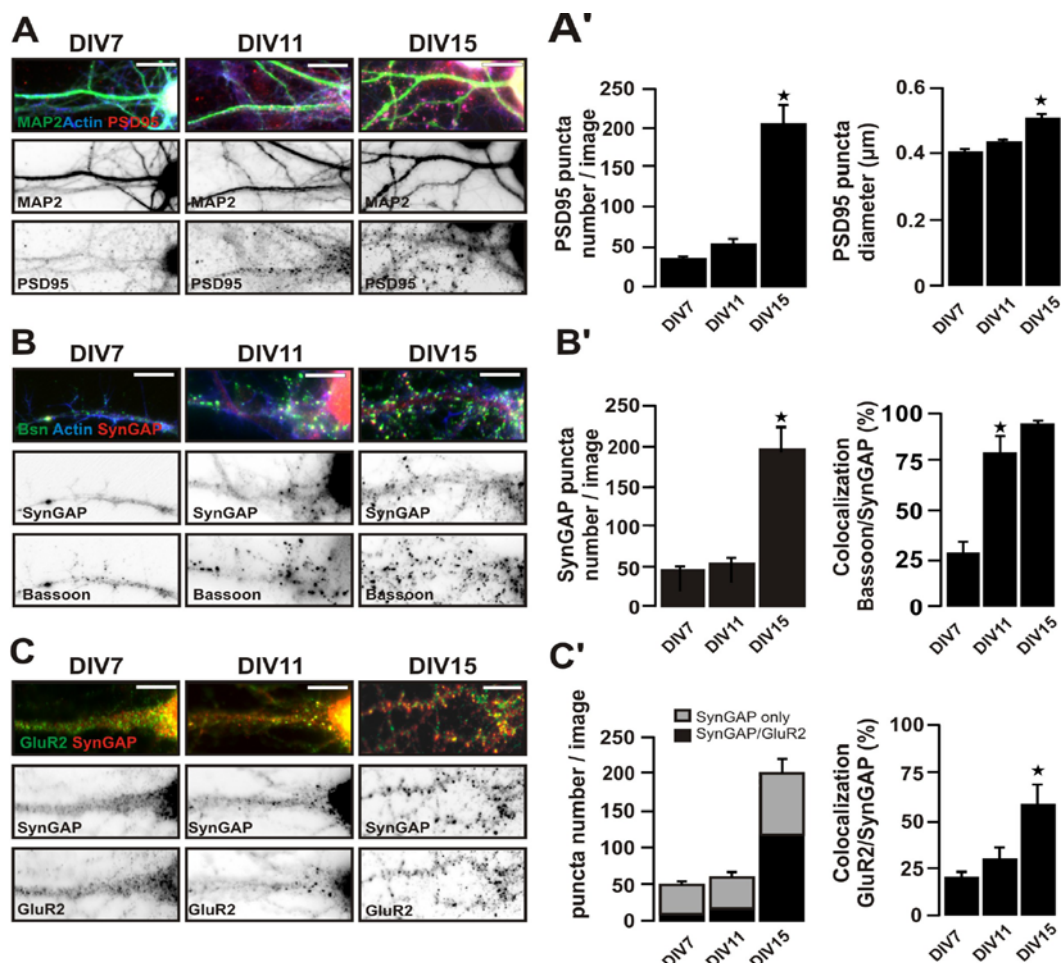 A
DIV7 DIV11 DIV15
MAP2 Actin PSD95
MAP2 MAP2 MAP2
PSD95 PSD95 PSD95
A'
PSD95 puncta
number / image
250
200
150
100
50
0
DIV7 DIV11 DIV15
PSD95 puncta
diameter (µm)
0.6
0.4
0.2
0
DIV7 DIV11 DIV15
B
DIV7 DIV11 DIV15
Bsn Actin SynGAP
SynGAP SynGAP SynGAP
Bassoon Bassoon Bassoon
B'
SynGAP puncta
number / image
250
200
150
100
50
0
DIV7 DIV11 DIV15
Colocalization
Bassoon/SynGAP (%)
100
75
50
25
0
DIV7 DIV11 DIV15
C
DIV7 DIV11 DIV15
GluR2 SynGAP
SynGAP SynGAP SynGAP
GluR2 GluR2 GluR2
C'
puncta number / image
SynGAP only
SynGAP/GluR2
250
200
150
100
50
0
DIV7 DIV11 DIV15
Colocalization
GluR2/SynGAP (%)
100
75
50
25
0
DIV7 DIV11 DIV15